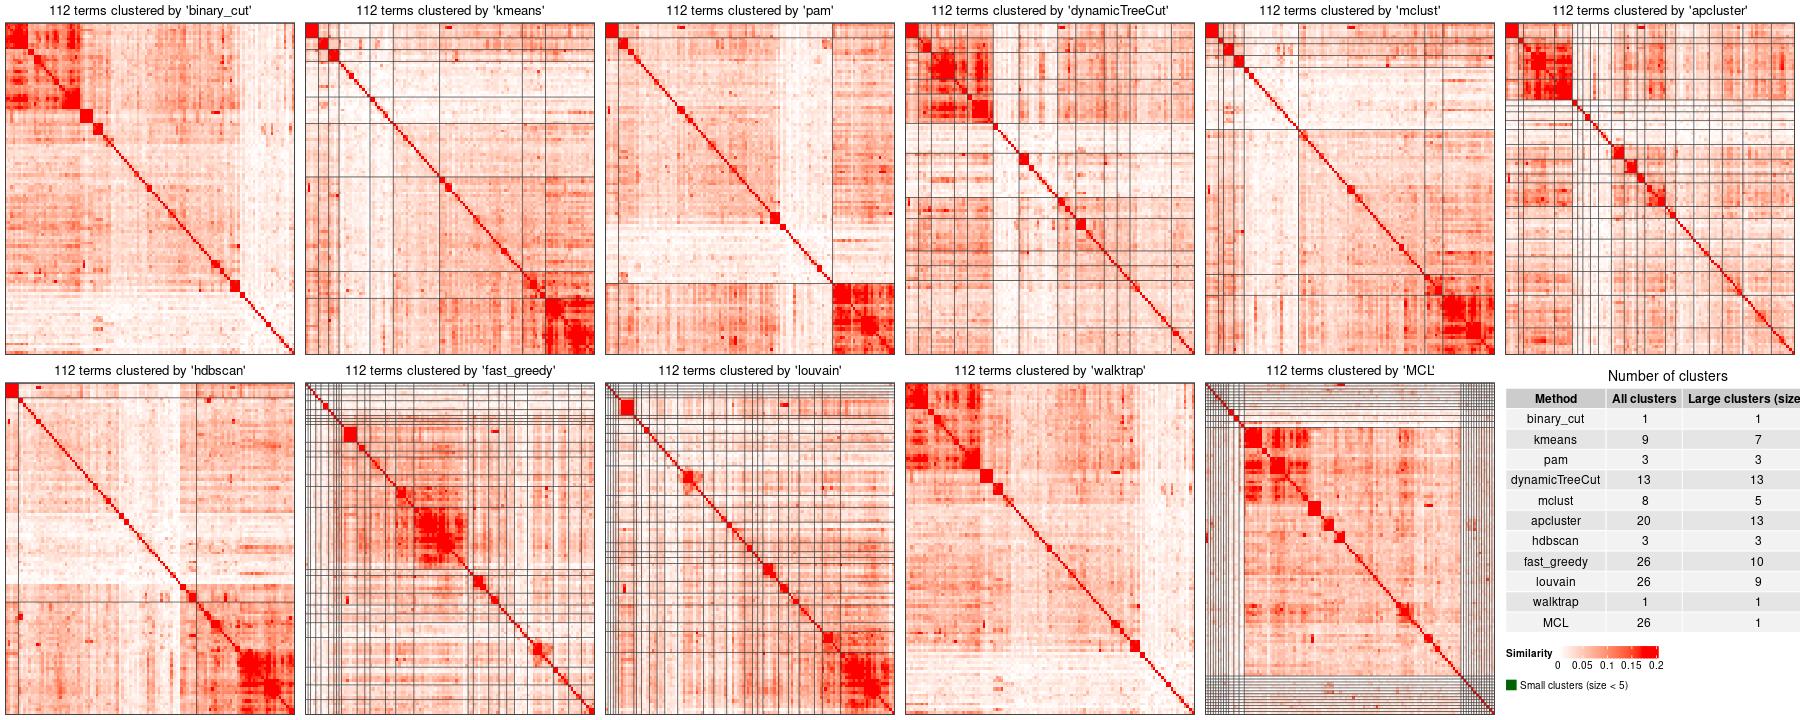 112 terms clustered by 'binary_cut'
112 terms clustered by 'kmeans'
112 terms clustered by 'pam'
112 terms clustered by 'dynamicTreeCut'
112 terms clustered by 'mclust'
112 terms clustered by 'apcluster'
112 terms clustered by 'hdbscan'
112 terms clustered by 'fast_greedy'
112 terms clustered by 'louvain'
112 terms clustered by 'walktrap'
112 terms clustered by 'MCL'
Number of clusters
Method All clusters Large clusters (size
binary_cut 1 1
kmeans 9 7
pam 3 3
dynamicTreeCut 13 13
mclust 8 5
apcluster 20 13
hdbscan 3 3
fast_greedy 26 10
louvain 26 9
walktrap 1 1
MCL 26 1
Similarity
0 0.05 0.1 0.15 0.2
Small clusters (size < 5)